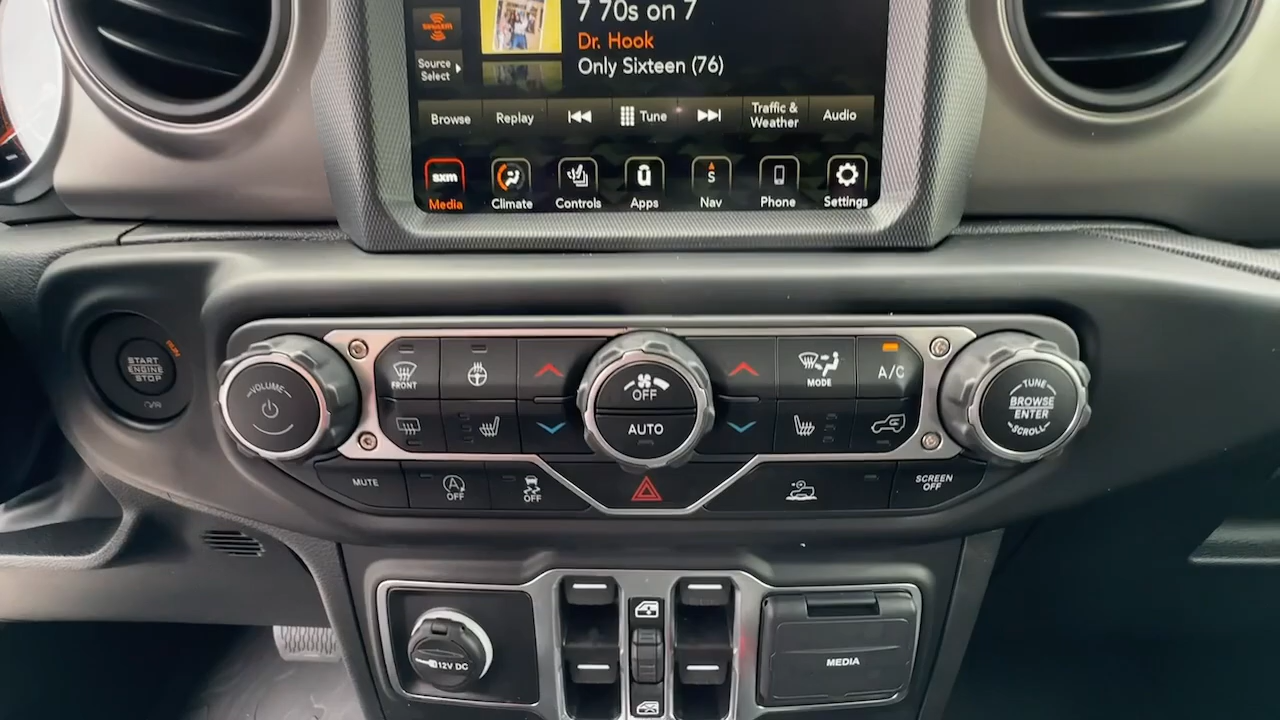 7 70s on 7
siriusxm
Dr. Hook
Only Sixteen (76)
Source
Select
Browse
Replay
Tune
Traffic &
Weather
Audio
sxm
Media
Climate
Controls
Apps
S
Nav
Phone
Settings
RUN
START
ENGINE
STOP
VOLUME
FRONT
OFF
AUTO
MODE
A/C
TUNE
BROWSE
ENTER
SCROLL
MUTE
A
OFF
OFF
SCREEN
OFF
12V DC
MEDIA